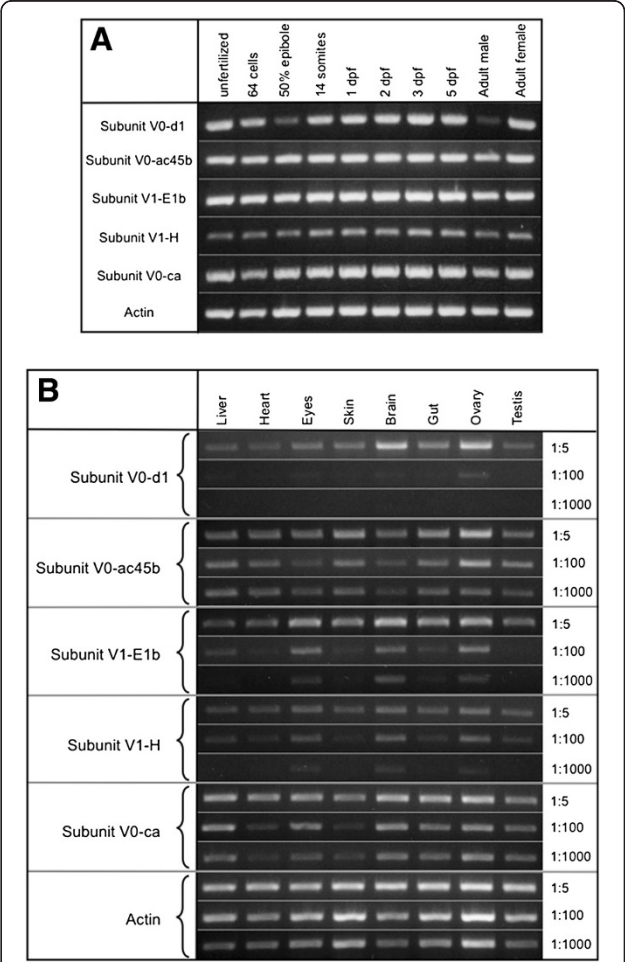 A
unfertilized
64 cells
50% epibole
14 somites
1 dpf
2 dpf
3 dpf
5 dpf
Adult male
Adult female
Subunit V0-d1
Subunit V0-ac45b
Subunit V1-E1b
Subunit V1-H
Subunit V0-ca
Actin
B
Liver
Heart
Eyes
Skin
Brain
Gut
Ovary
Testis
Subunit V0-d1
1:5
1:100
1:1000
Subunit V0-ac45b
1:5
1:100
1:1000
Subunit V1-E1b
1:5
1:100
1:1000
Subunit V1-H
1:5
1:100
1:1000
Subunit V0-ca
1:5
1:100
1:1000
Actin
1:5
1:100
1:1000